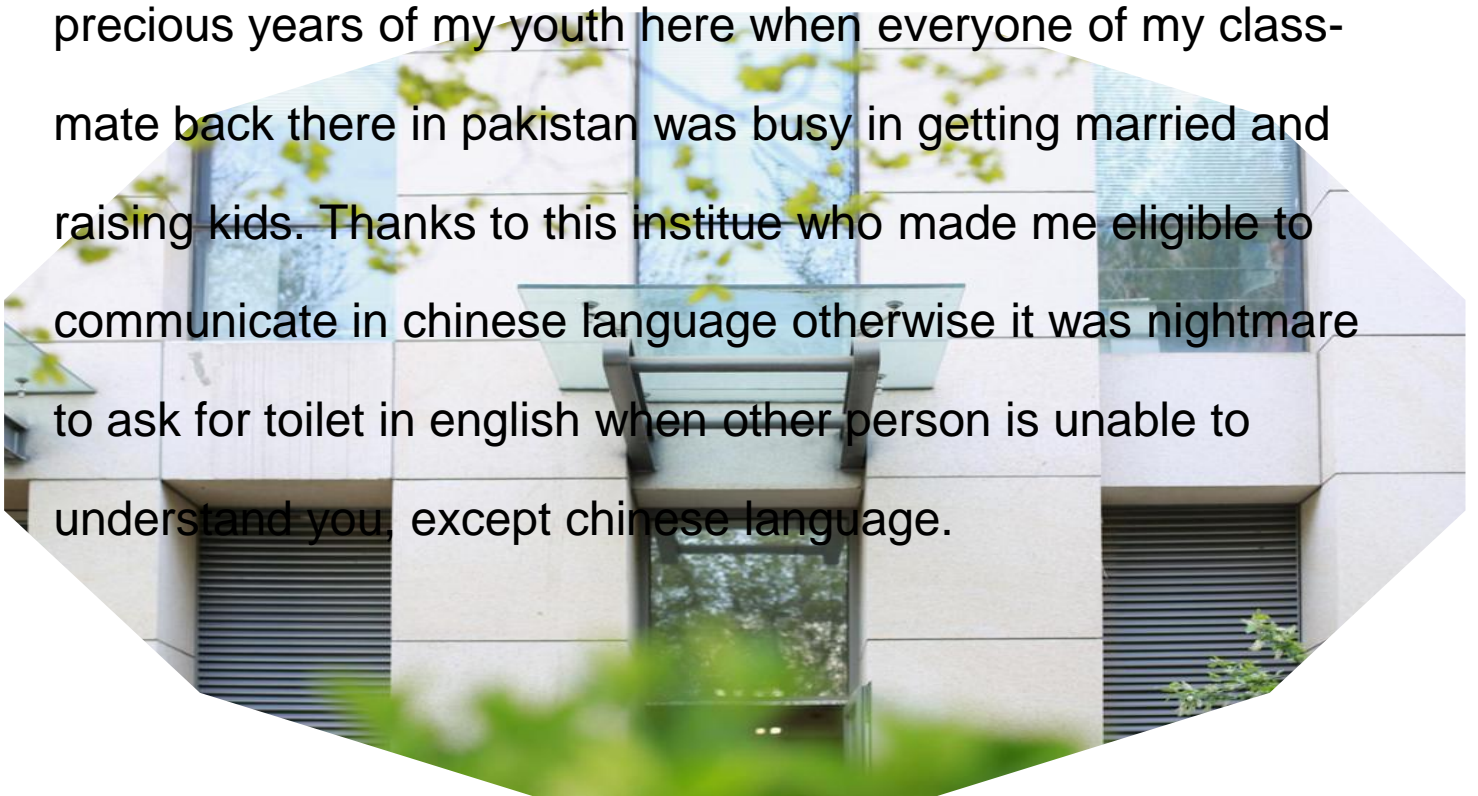 precious years of my youth here when everyone of my class-
mate back there in pakistan was busy in getting married and
raising kids. Thanks to this institue who made me eligible to
communicate in chinese language otherwise it was nightmare
to ask for toilet in english when other person is unable to
understand you, except chinese language.